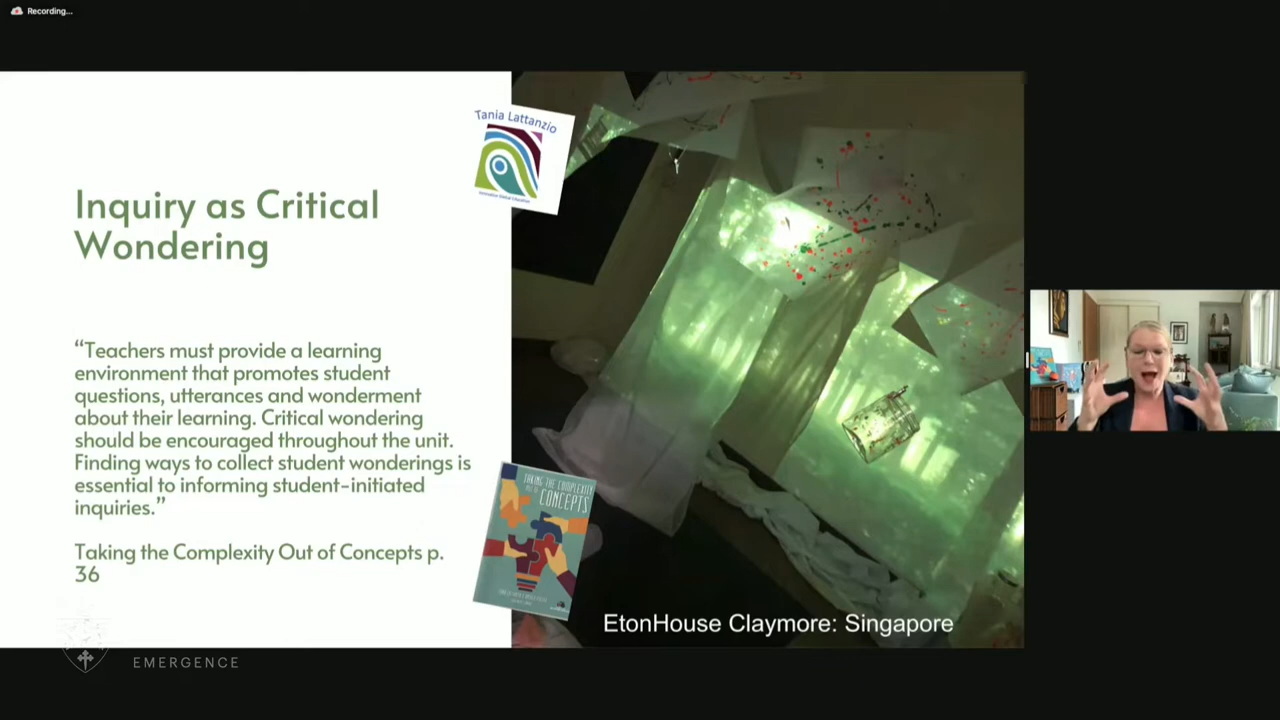 Recording...
Tania Lattanzio
Innovative Global Education
Inquiry as Critical
Wondering
“Teachers must provide a learning
environment that promotes student
questions, utterances and wonderment
about their learning. Critical wondering
should be encouraged throughout the unit.
Finding ways to collect student wonderings is
essential to informing student-initiated
inquiries.”
Taking the Complexity Out of Concepts p.
36
TAKING THE COMPLEXITY
OUT OF
CONCEPTS
EtonHouse Claymore: Singapore
EMERGENCE